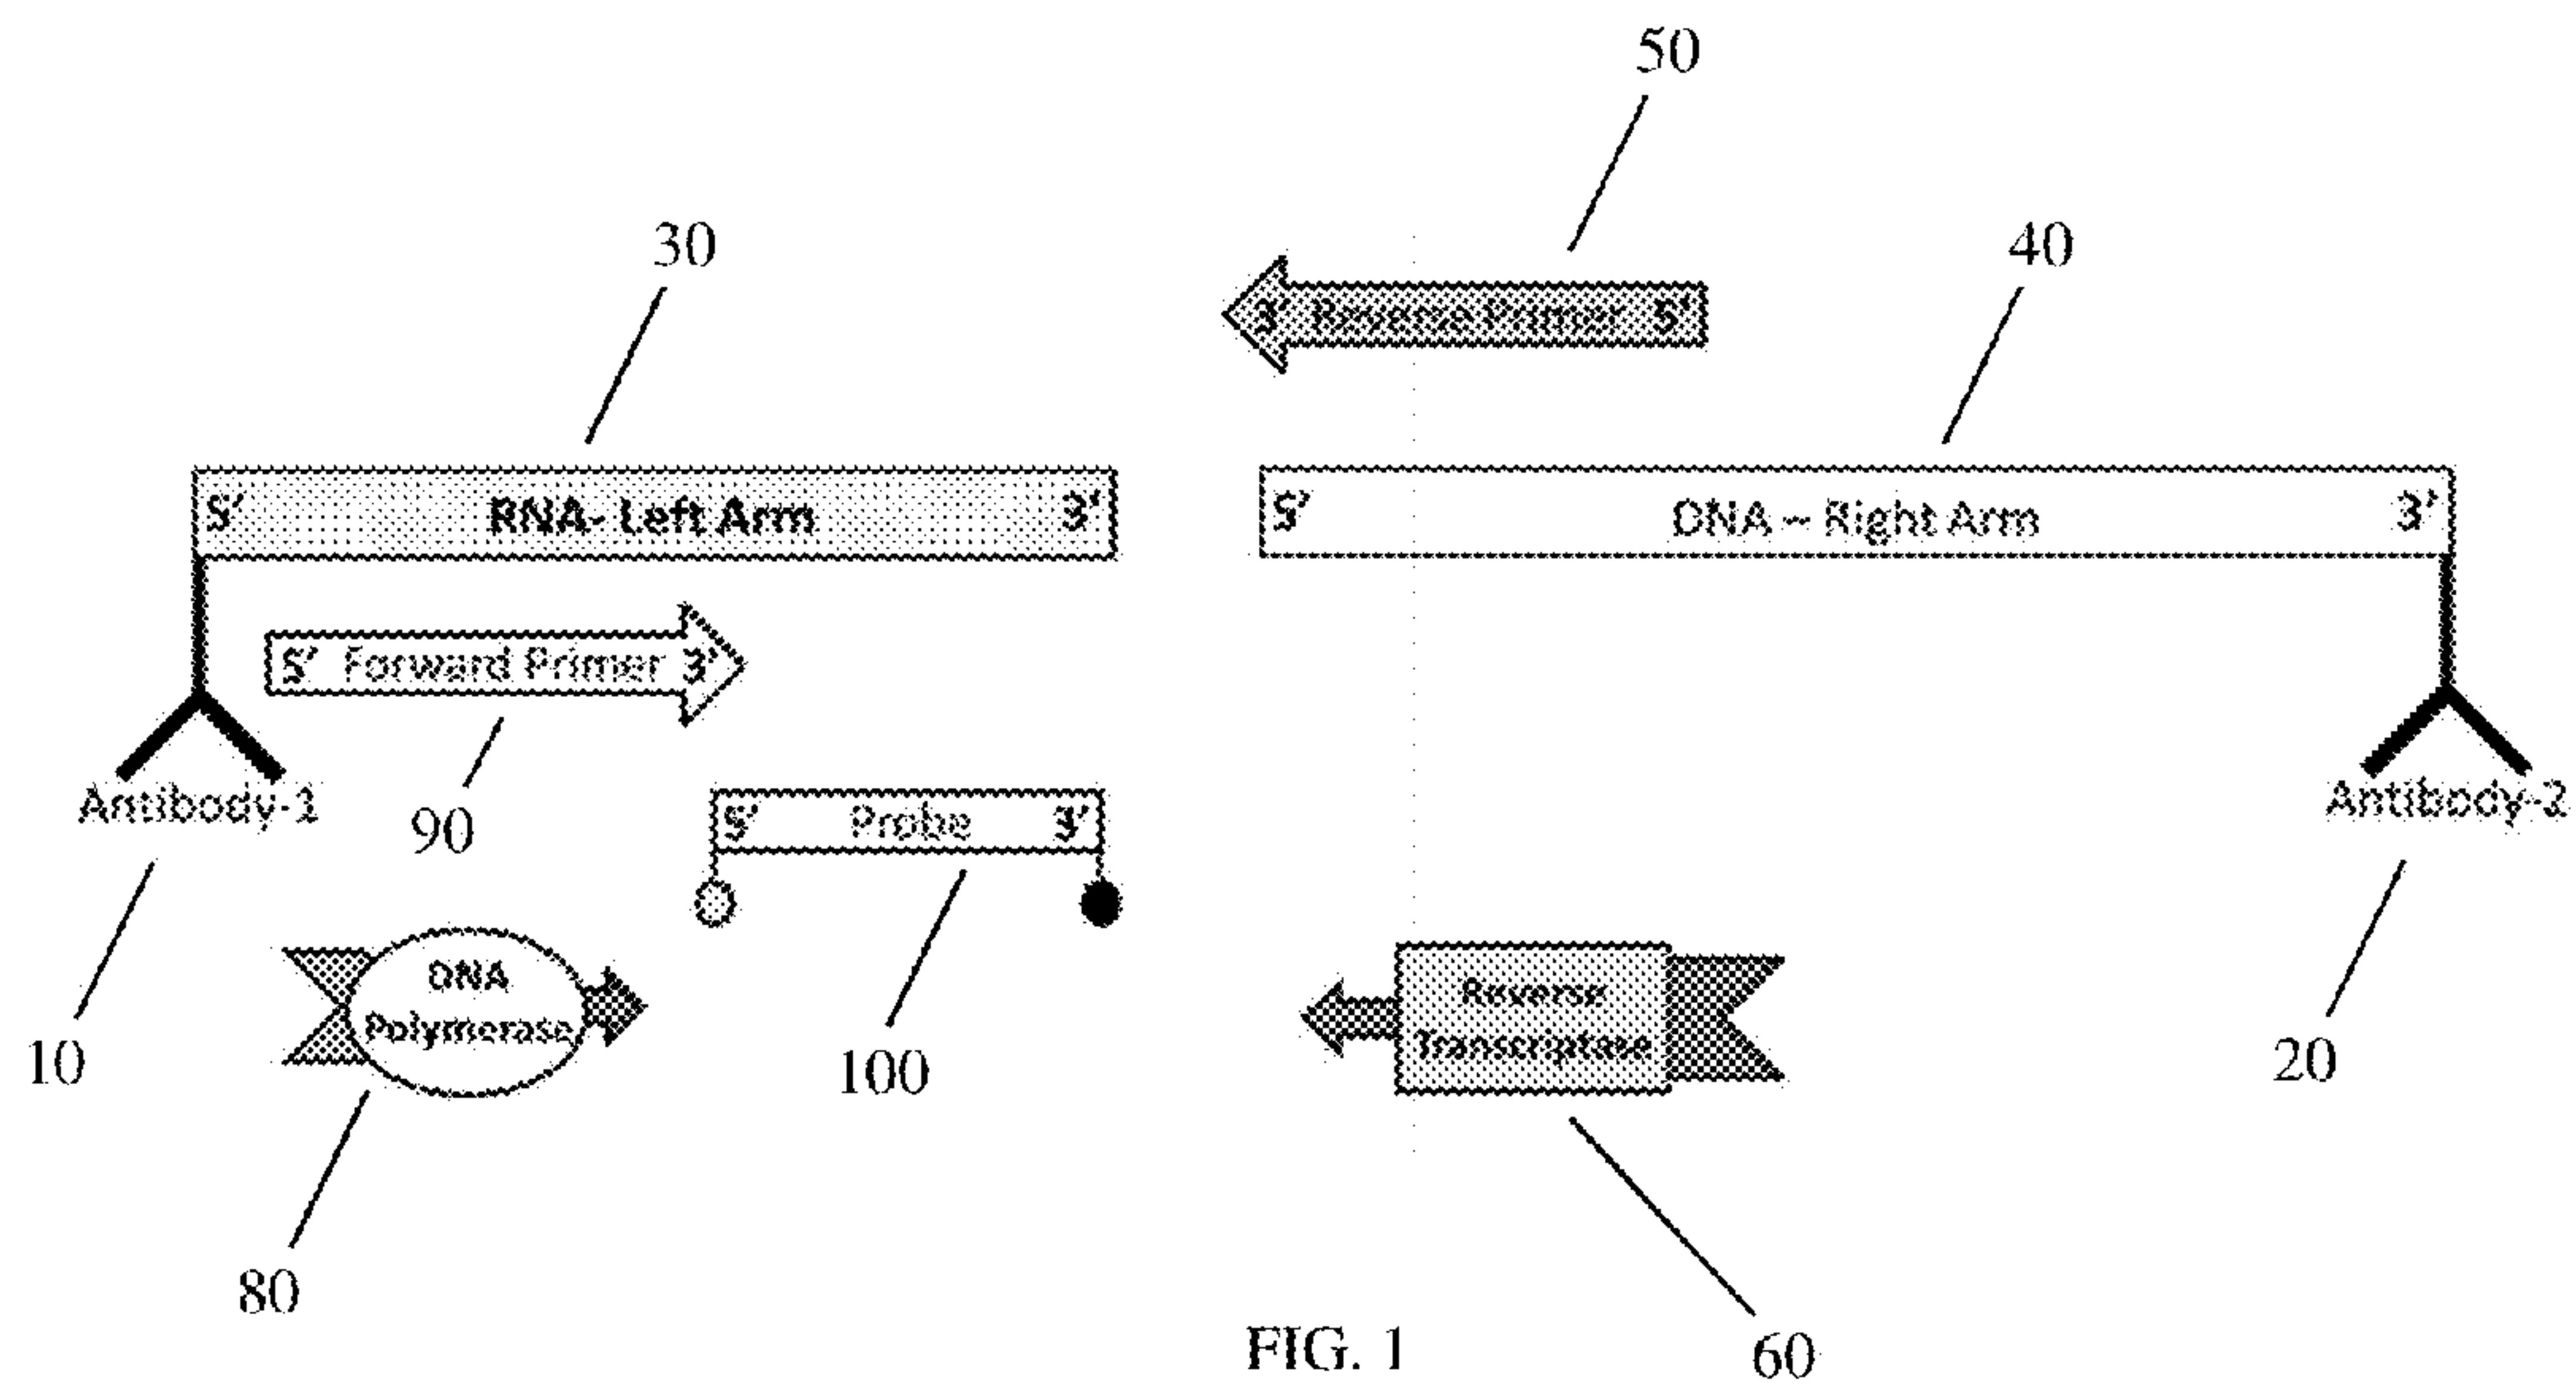 50
30
40
3' Reverse Primer 5'
5' RNA- Left Arm 3'
5' DNA - Right Arm 3'
5' Forward Primer 3'
Antibody-1
90
5' Probe 3'
Antibody-2
DNA
Polymerase
Reverse
Transcriptase
10
100
20
80
FIG. 1
60